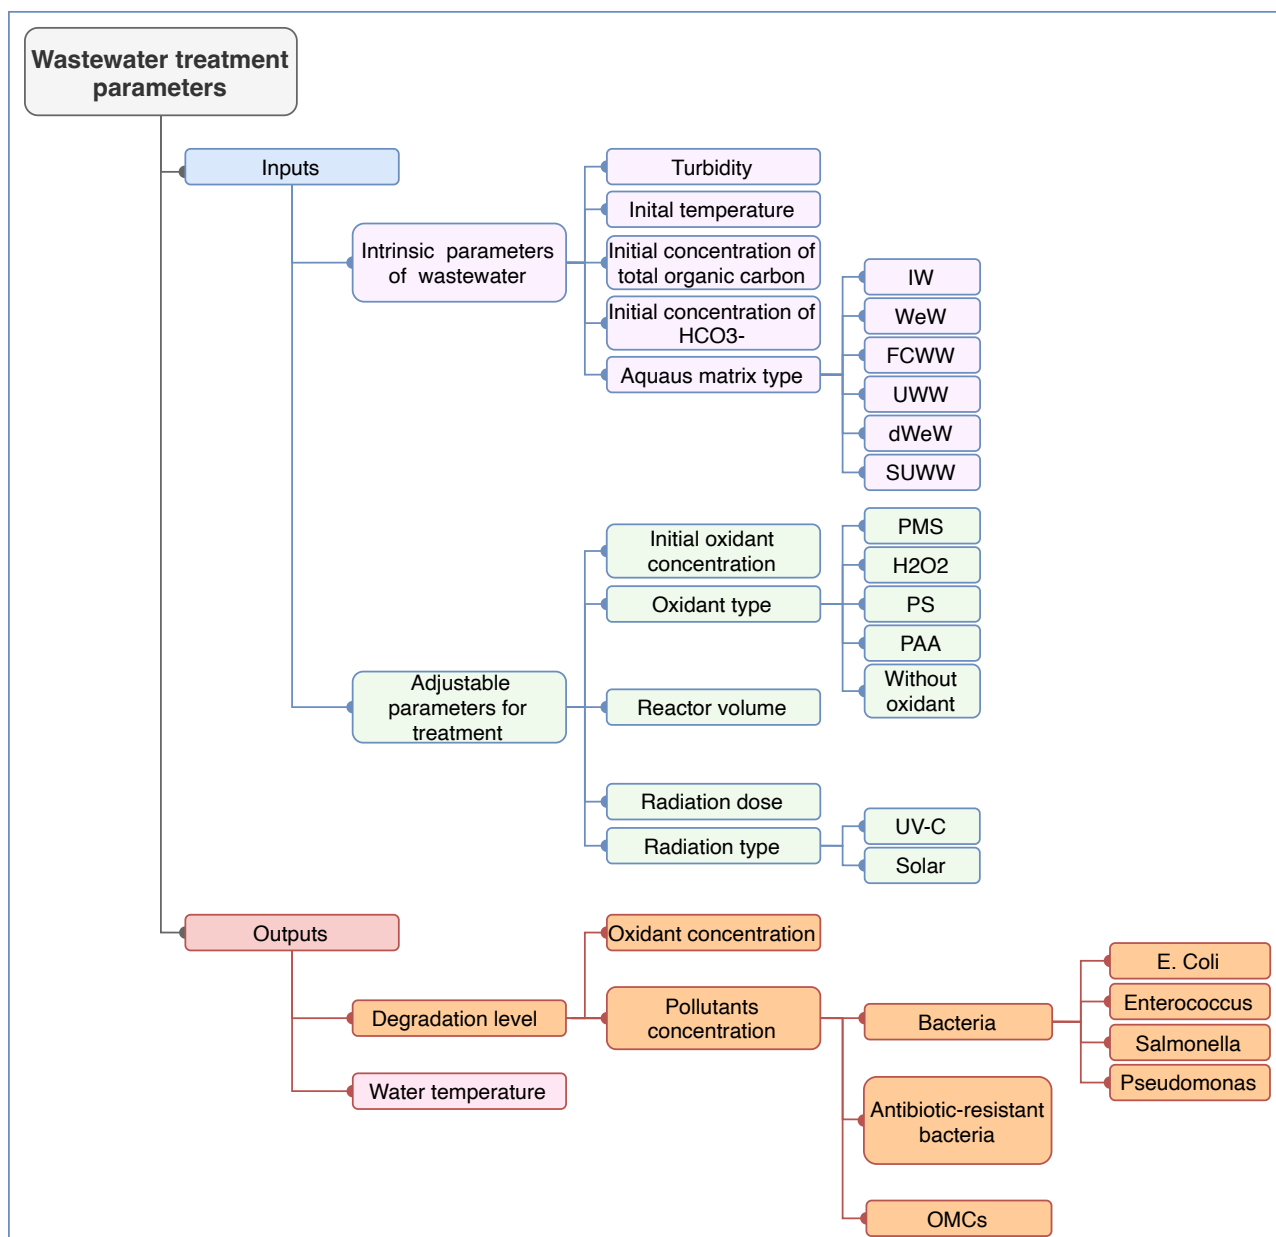 Wastewater treatment
parameters
Inputs
Intrinsic parameters
of wastewater
Turbidity
Inital temperature
Initial concentration of
total organic carbon
Initial concentration of
HCO3-
Aquaus matrix type
IW
WeW
FCWW
UWW
dWeW
SUWW
Adjustable
parameters for
treatment
Initial oxidant
concentration
Oxidant type
PMS
H2O2
PS
PAA
Without
oxidant
Reactor volume
Radiation dose
Radiation type
UV-C
Solar
Outputs
Degradation level
Oxidant concentration
Pollutants
concentration
Bacteria
E. Coli
Enterococcus
Salmonella
Pseudomonas
Antibiotic-resistant
bacteria
OMCs
Water temperature